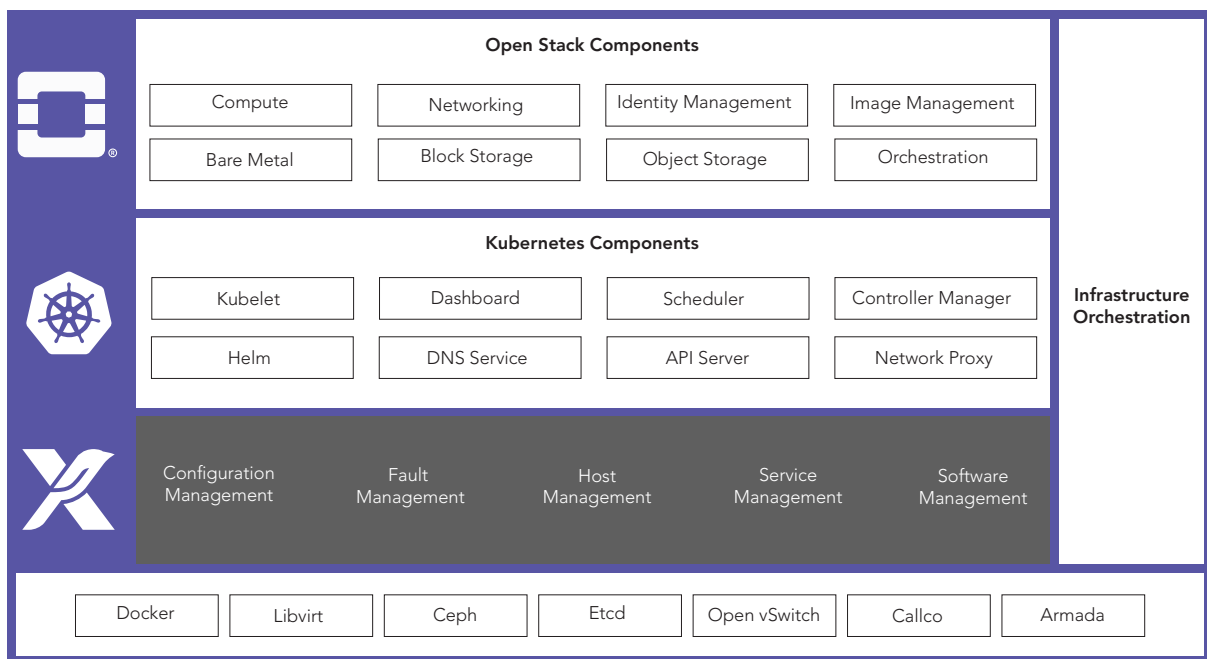 Open Stack Components
Compute
Networking
Identity Management
Image Management
Bare Metal
Block Storage
Object Storage
Orchestration
®
Kubernetes Components
Kubelet
Dashboard
Scheduler
Controller Manager
Helm
DNS Service
API Server
Network Proxy
Infrastructure
Orchestration
Configuration
Management
Fault
Management
Host
Management
Service
Management
Software
Management
Docker
Libvirt
Ceph
Etcd
Open vSwitch
Callco
Armada